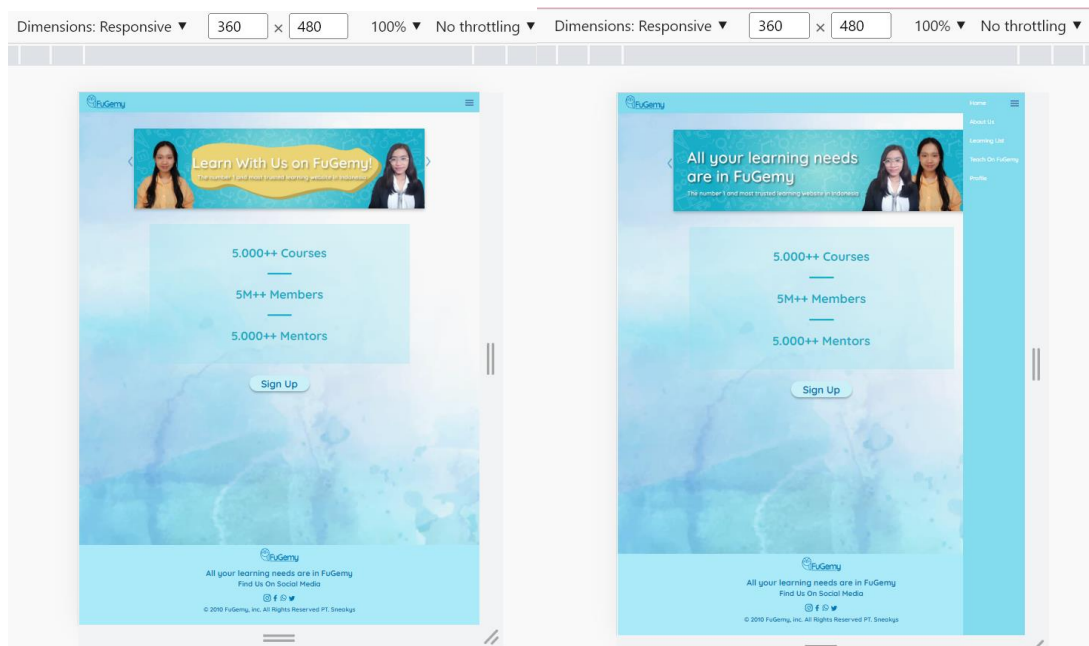 Dimensions: Responsive ▼ 360 × 480 100% ▼ No throttling ▼
FuGemy
Learn With Us on FuGemy!
The number 1 and most trusted learning website in Indonesia
5.000++ Courses
5M++ Members
5.000++ Mentors
Sign Up
FuGemy
All your learning needs are in FuGemy
Find Us On Social Media
© 2010 FuGemy, inc. All Rights Reserved PT. Sneokys
Dimensions: Responsive ▼ 360 × 480 100% ▼ No throttling ▼
FuGemy
Home
About Us
Learning List
Teach On FuGemy
Profile
All your learning needs
are in FuGemy
The number 1 and most trusted learning website in Indonesia
5.000++ Courses
5M++ Members
5.000++ Mentors
Sign Up
FuGemy
All your learning needs are in FuGemy
Find Us On Social Media
© 2010 FuGemy, inc. All Rights Reserved PT. Sneokys